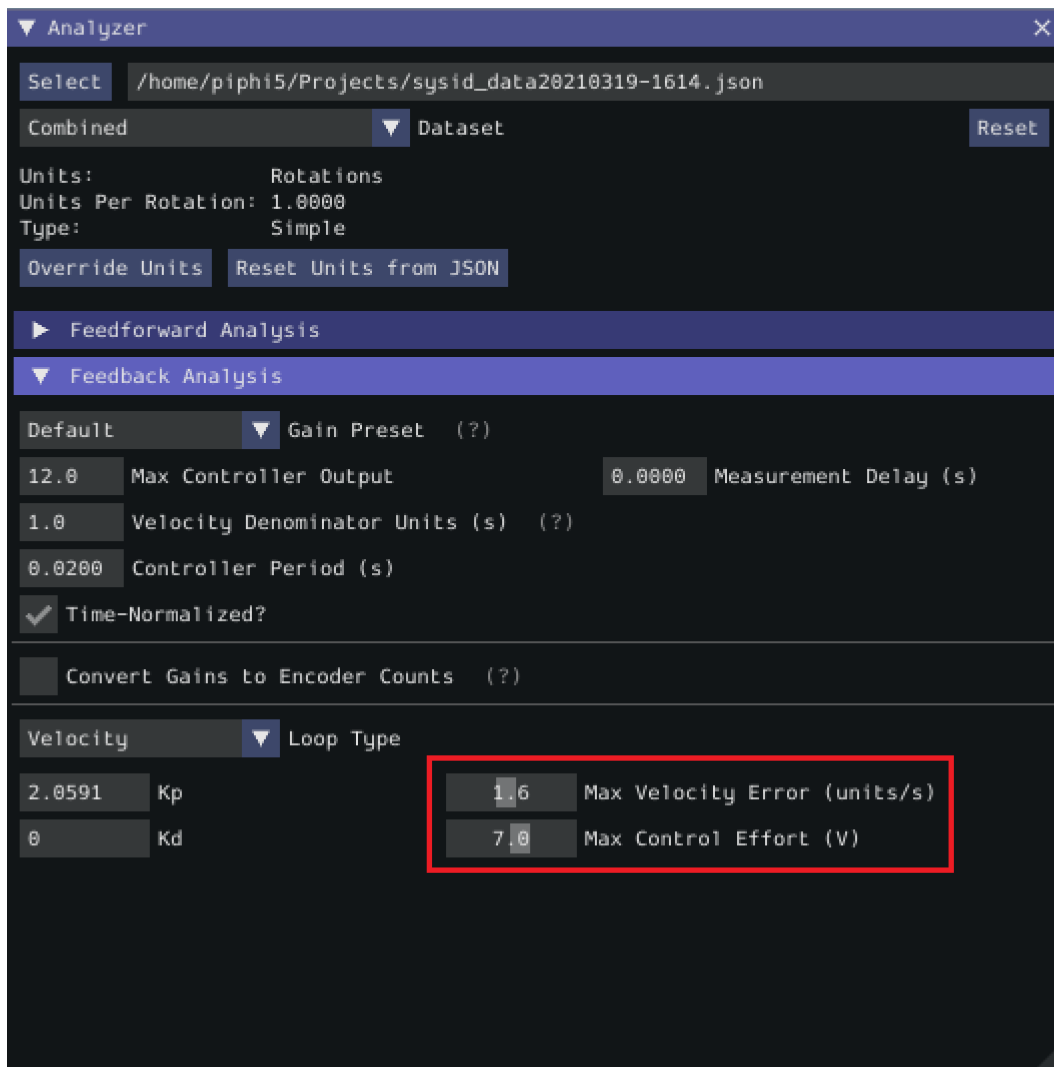 Analyzer
Select /home/piphi5/Projects/sysid_data20210319-1614.json
Combined Dataset Reset
Units: Rotations
Units Per Rotation: 1.0000
Type: Simple
Override Units Reset Units from JSON
Feedforward Analysis
Feedback Analysis
Default Gain Preset (?)
12.0 Max Controller Output 0.0000 Measurement Delay (s)
1.0 Velocity Denominator Units (s) (?)
0.0200 Controller Period (s)
Time-Normalized?
Convert Gains to Encoder Counts (?)
Velocity Loop Type
2.0591 Kp 1.6 Max Velocity Error (units/s)
0 Kd 7.0 Max Control Effort (V)